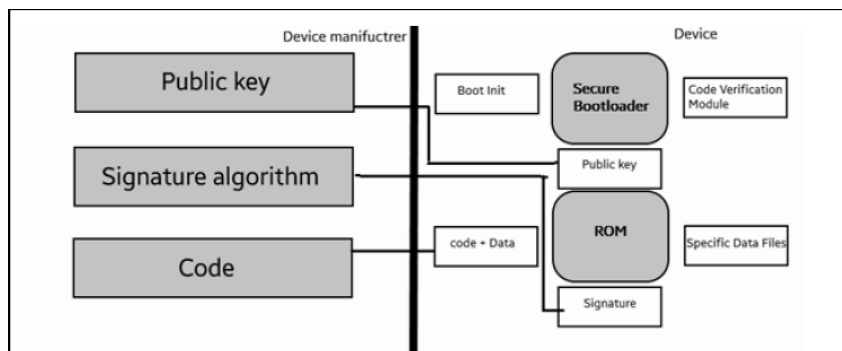 Device manifuctrer
Device
Public key
Boot Init
Secure
Bootloader
Code Verification
Module
Public key
Signature algorithm
ROM
code + Data
Specific Data Files
Code
Signature